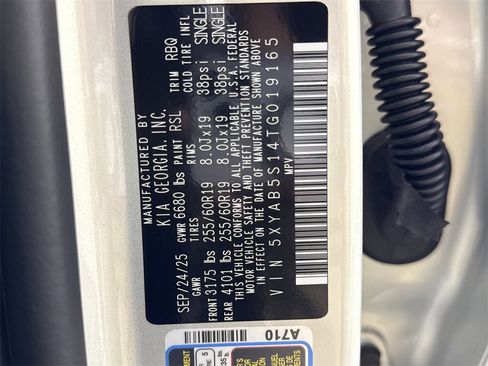 MANUFACTURED BY
KIA GEORGIA, INC.
SEP/24/25 GVWR 6680 lbs PAINT RSL TRIM RBQ
GAWR TIRES RIMS COLD TIRE INFL
FRONT 3175 lbs 255/60R19 8.0Jx19 38psi SINGLE
REAR 4101 lbs 255/60R19 8.0Jx19 38psi SINGLE
THIS VEHICLE CONFORMS TO ALL APPLICABLE U.S.A. FEDERAL
MOTOR VEHICLE SAFETY AND THEFT PREVENTION STANDARDS
IN EFFECT ON THE DATE OF MANUFACTURE SHOWN ABOVE
VIN 5XYAB5S14TG019165
MPV
A710